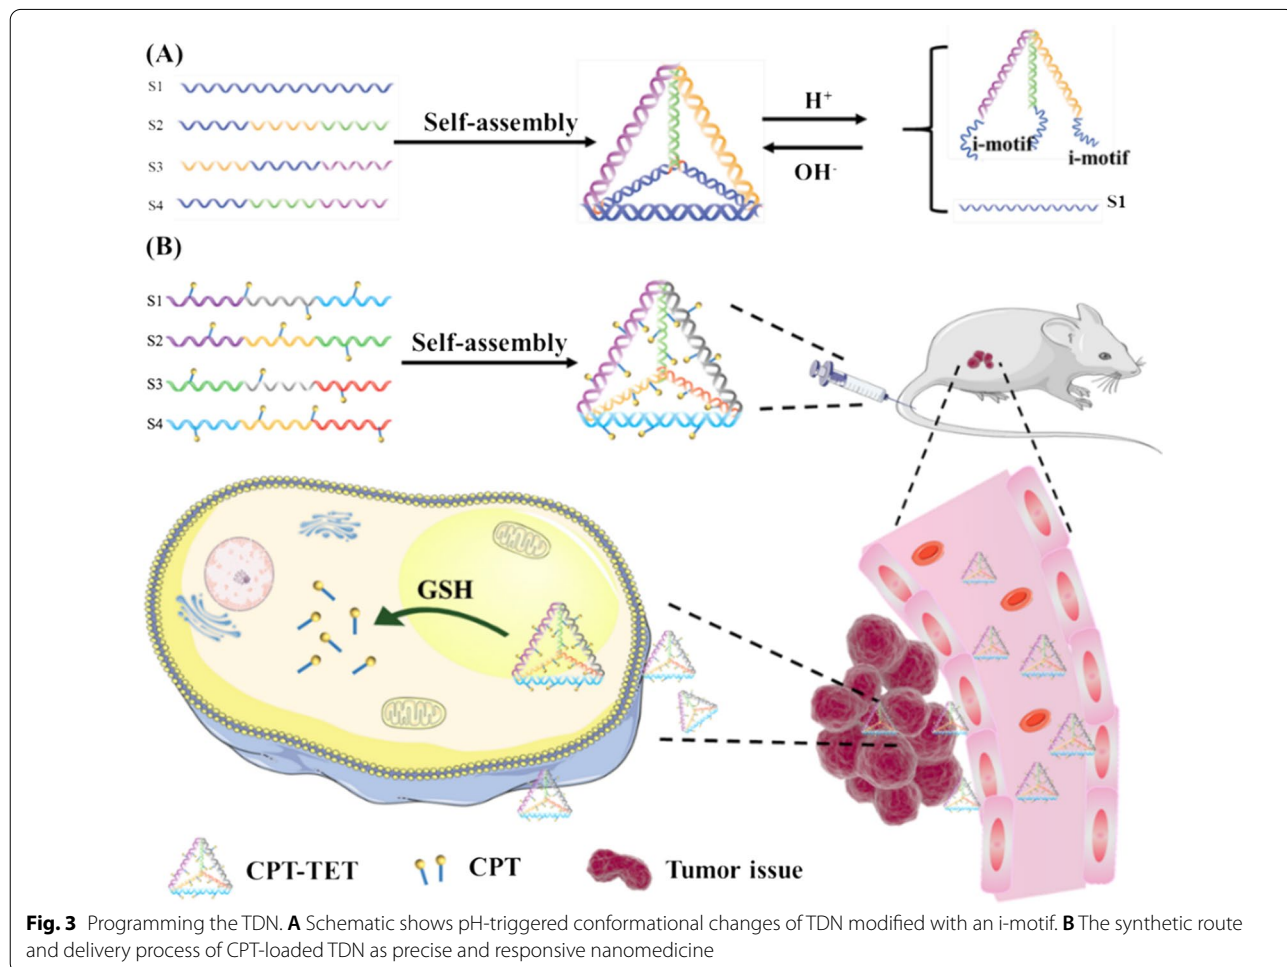 (A)
S1
S2
S3
S4
Self-assembly
H+
OH-
i-motif
i-motif
S1
(B)
S1
S2
S3
S4
Self-assembly
GSH
CPT-TET
CPT
Tumor issue
Fig. 3 Programming the TDN. A Schematic shows pH-triggered conformational changes of TDN modified with an i-motif. B The synthetic route
and delivery process of CPT-loaded TDN as precise and responsive nanomedicine